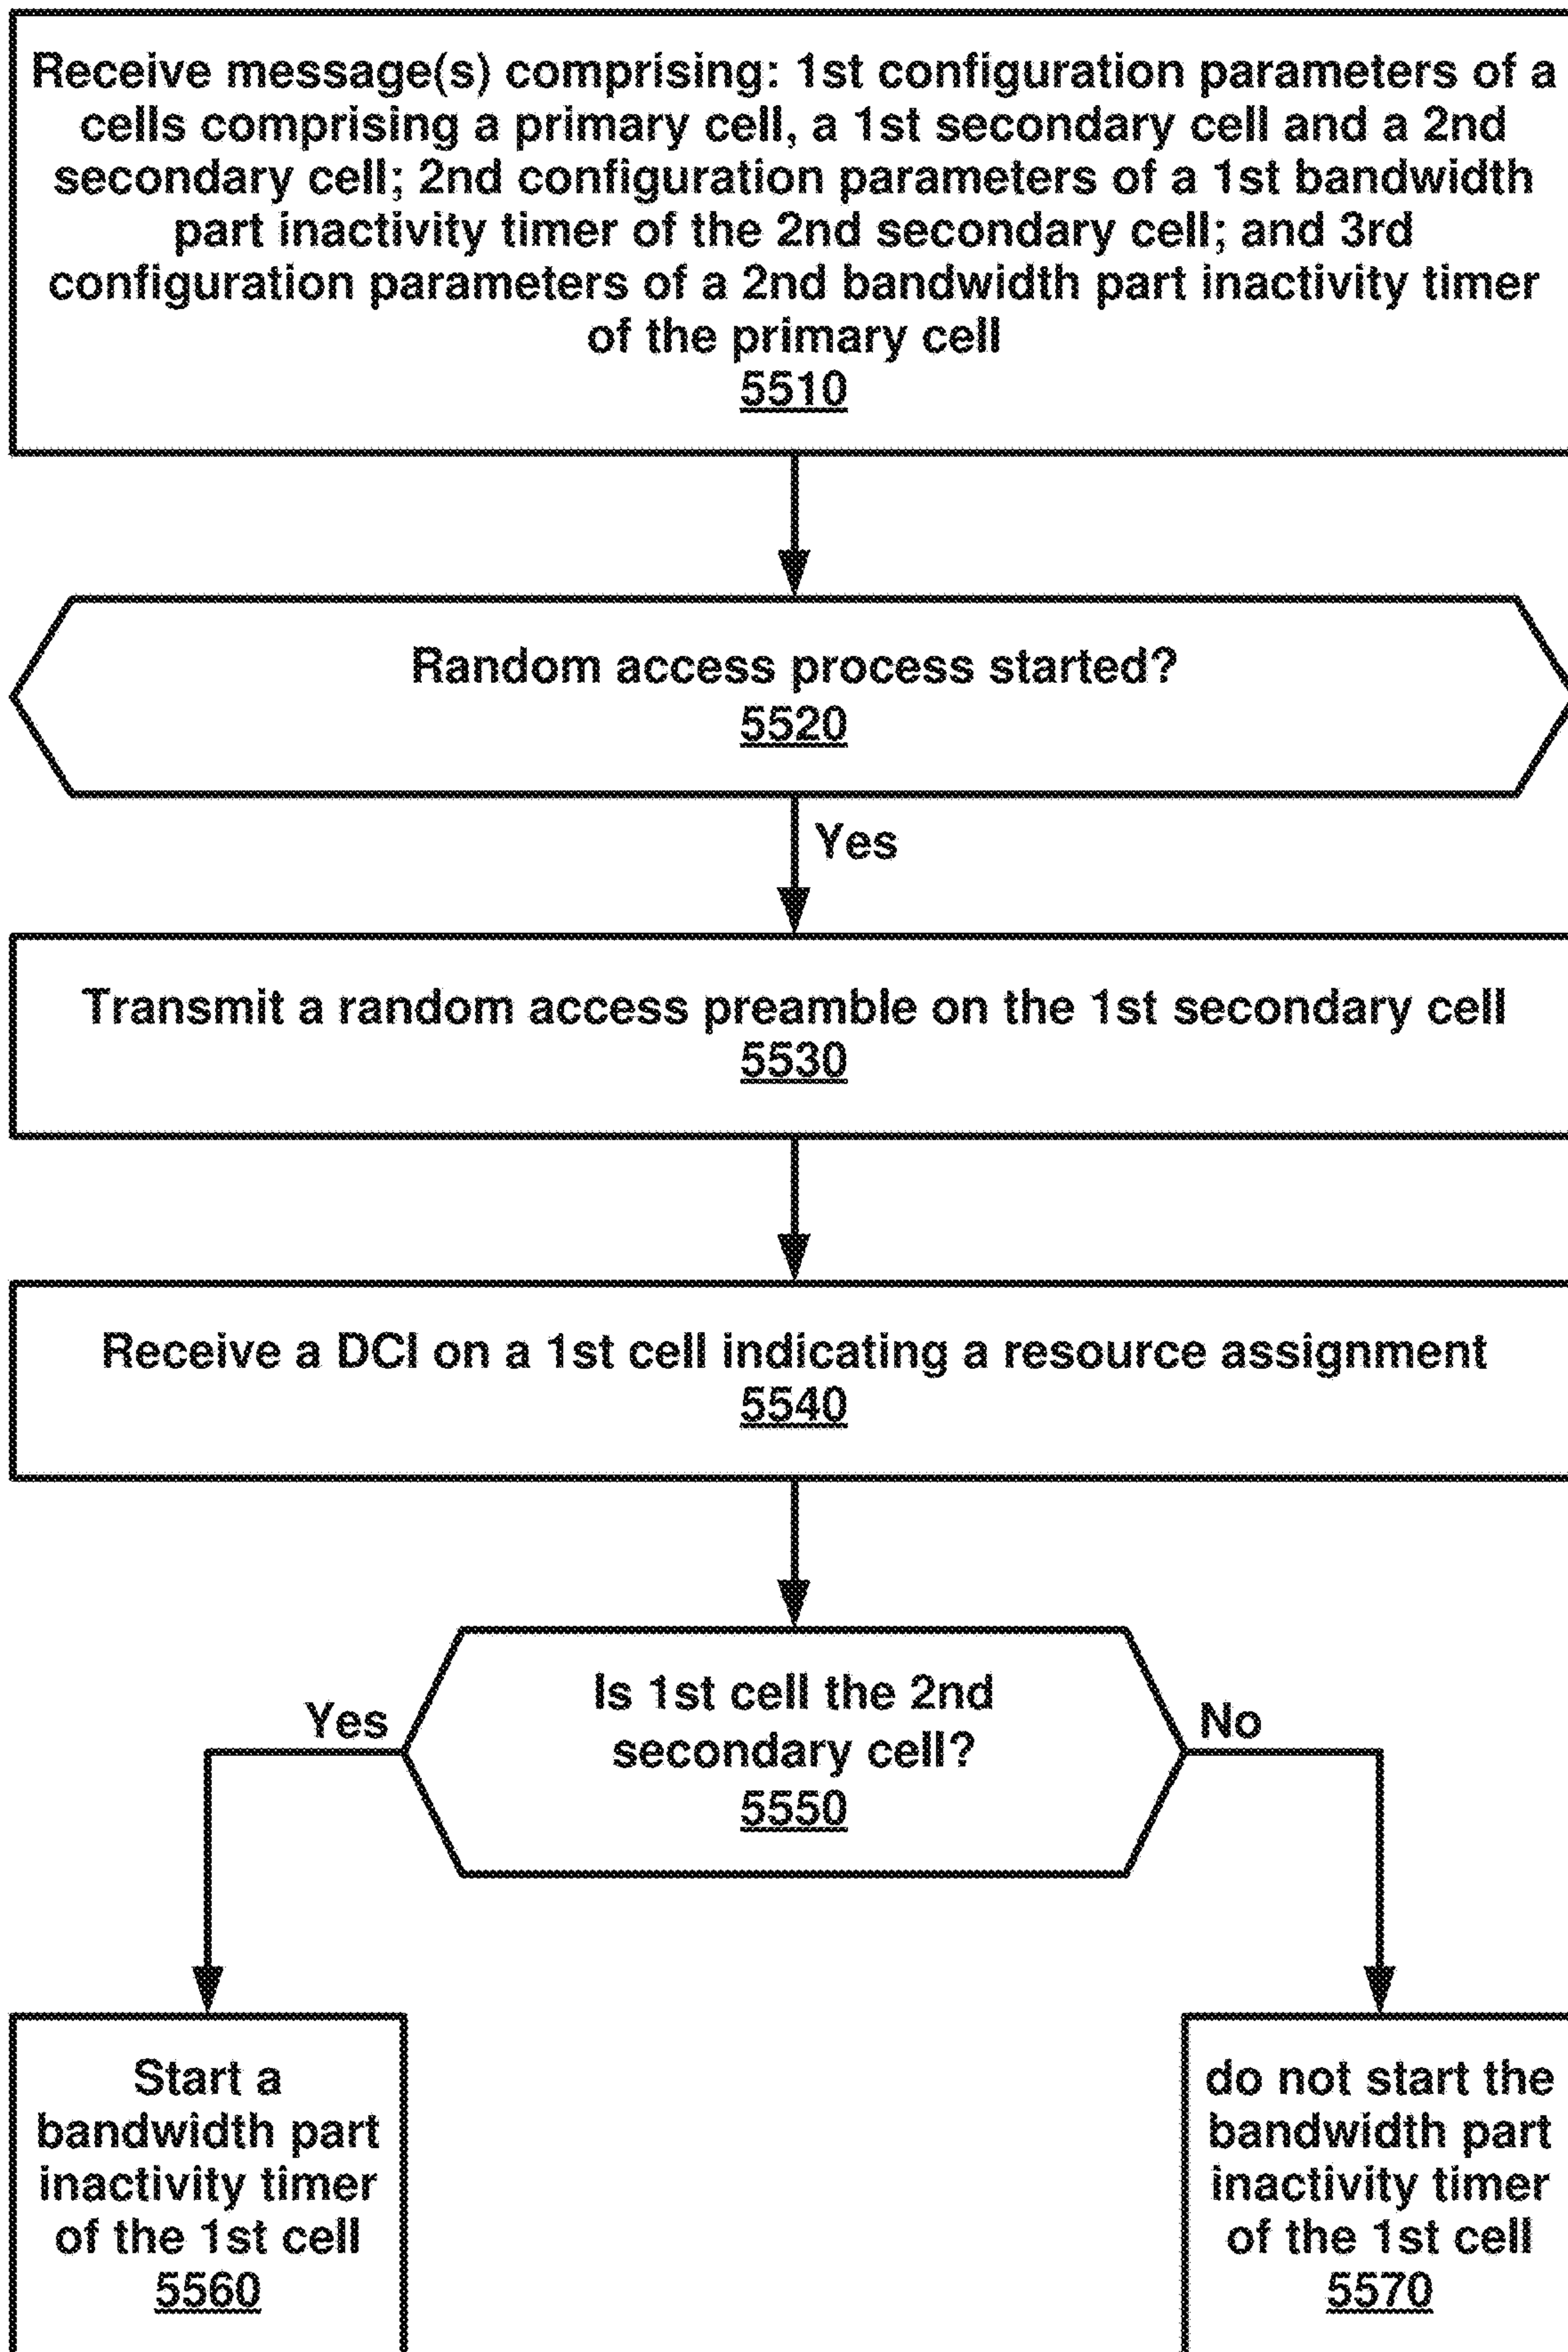 Receive message(s) comprising: 1st configuration parameters of a
cells comprising a primary cell, a 1st secondary cell and a 2nd
secondary cell; 2nd configuration parameters of a 1st bandwidth
part inactivity timer of the 2nd secondary cell; and 3rd
configuration parameters of a 2nd bandwidth part inactivity timer
of the primary cell
5510
Random access process started?
5520
Yes
Transmit a random access preamble on the 1st secondary cell
5530
Receive a DCI on a 1st cell indicating a resource assignment
5540
Is 1st cell the 2nd
secondary cell?
5550
Yes
No
Start a
bandwidth part
inactivity timer
of the 1st cell
5560
do not start the
bandwidth part
inactivity timer
of the 1st cell
5570